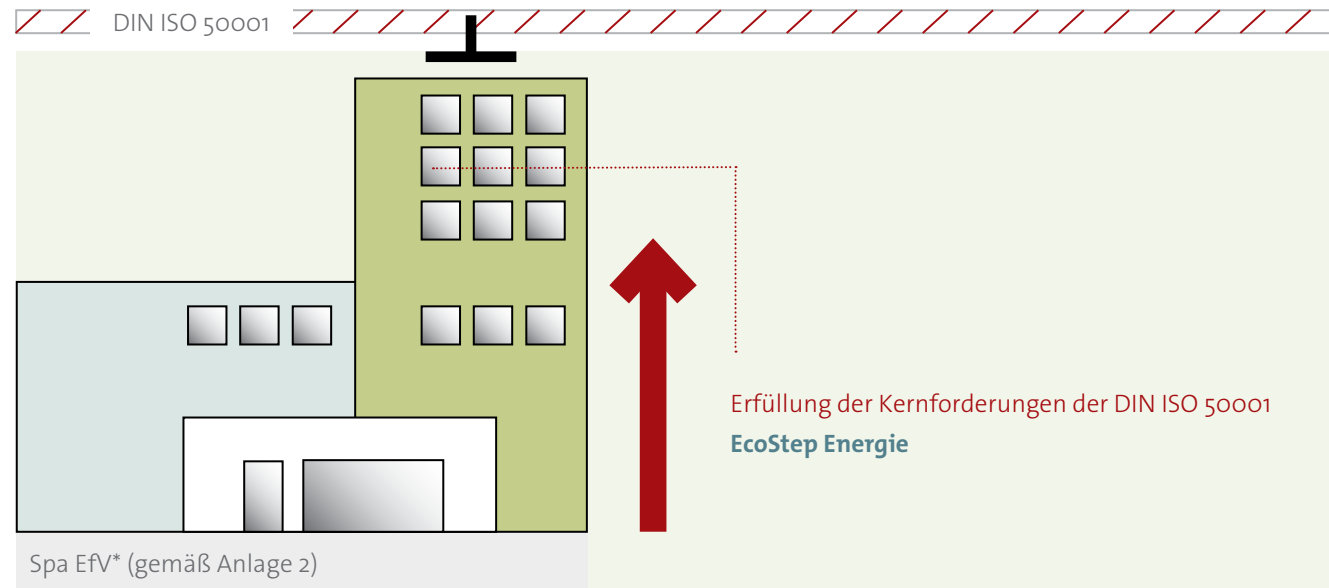 DIN ISO 50001
Erfüllung der Kernforderungen der DIN ISO 50001
EcoStep Energie
Spa EfV* (gemäß Anlage 2)